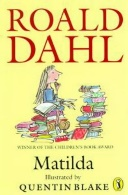 ROALD
DAHL
WINNER OF THE CHILDREN'S BOOK AWARD
Matilda
Illustrated by
QUENTIN BLAKE